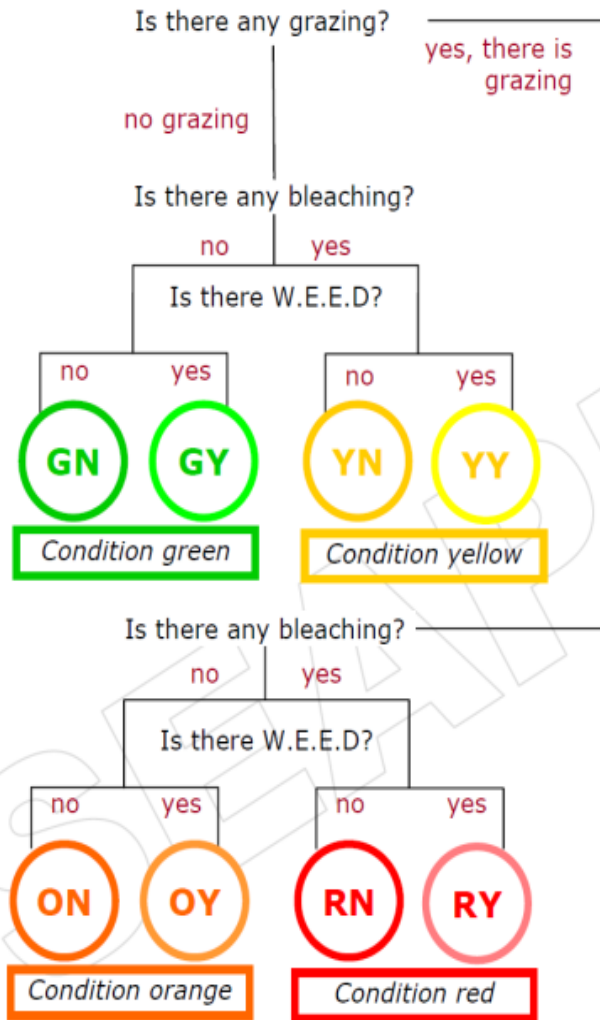 Is there any grazing?
yes, there is
grazing
no grazing
Is there any bleaching?
no yes
Is there W.E.E.D?
no yes no yes
GN GY YN YY
Condition green Condition yellow
Is there any bleaching?
no yes
Is there W.E.E.D?
no yes no yes
ON OY RN RY
Condition orange Condition red